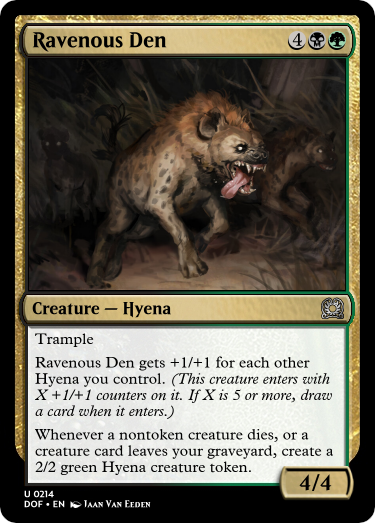 Ravenous Den 4
Creature — Hyena
Trample
Ravenous Den gets +1/+1 for each other
Hyena you control. (This creature enters with
X +1/+1 counters on it. If X is 5 or more, draw
a card when it enters.)
Whenever a nontoken creature dies, or a
creature card leaves your graveyard, create a
2/2 green Hyena creature token.
4/4
U 0214
DOF • EN Jaan Van Eeden